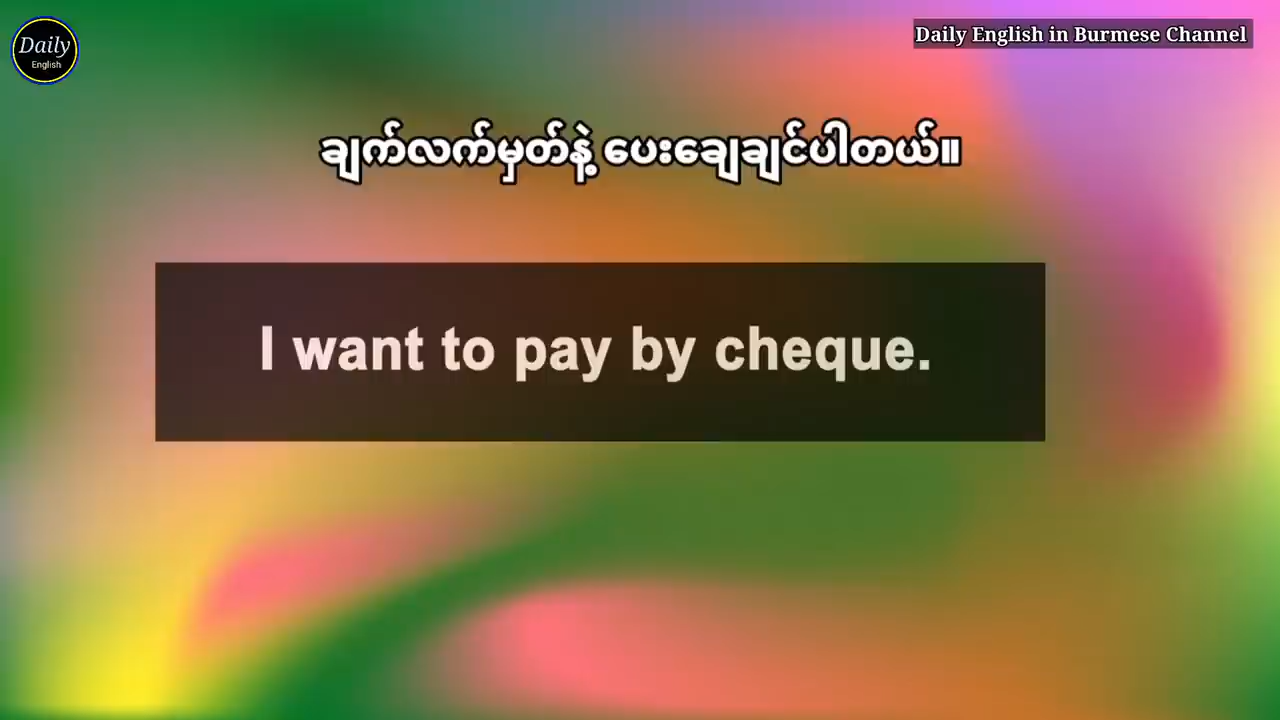 Daily
English
Daily English in Burmese Channel
ချက်လက်မှတ်နဲ့ ပေးချေချင်ပါတယ်။
I want to pay by cheque.